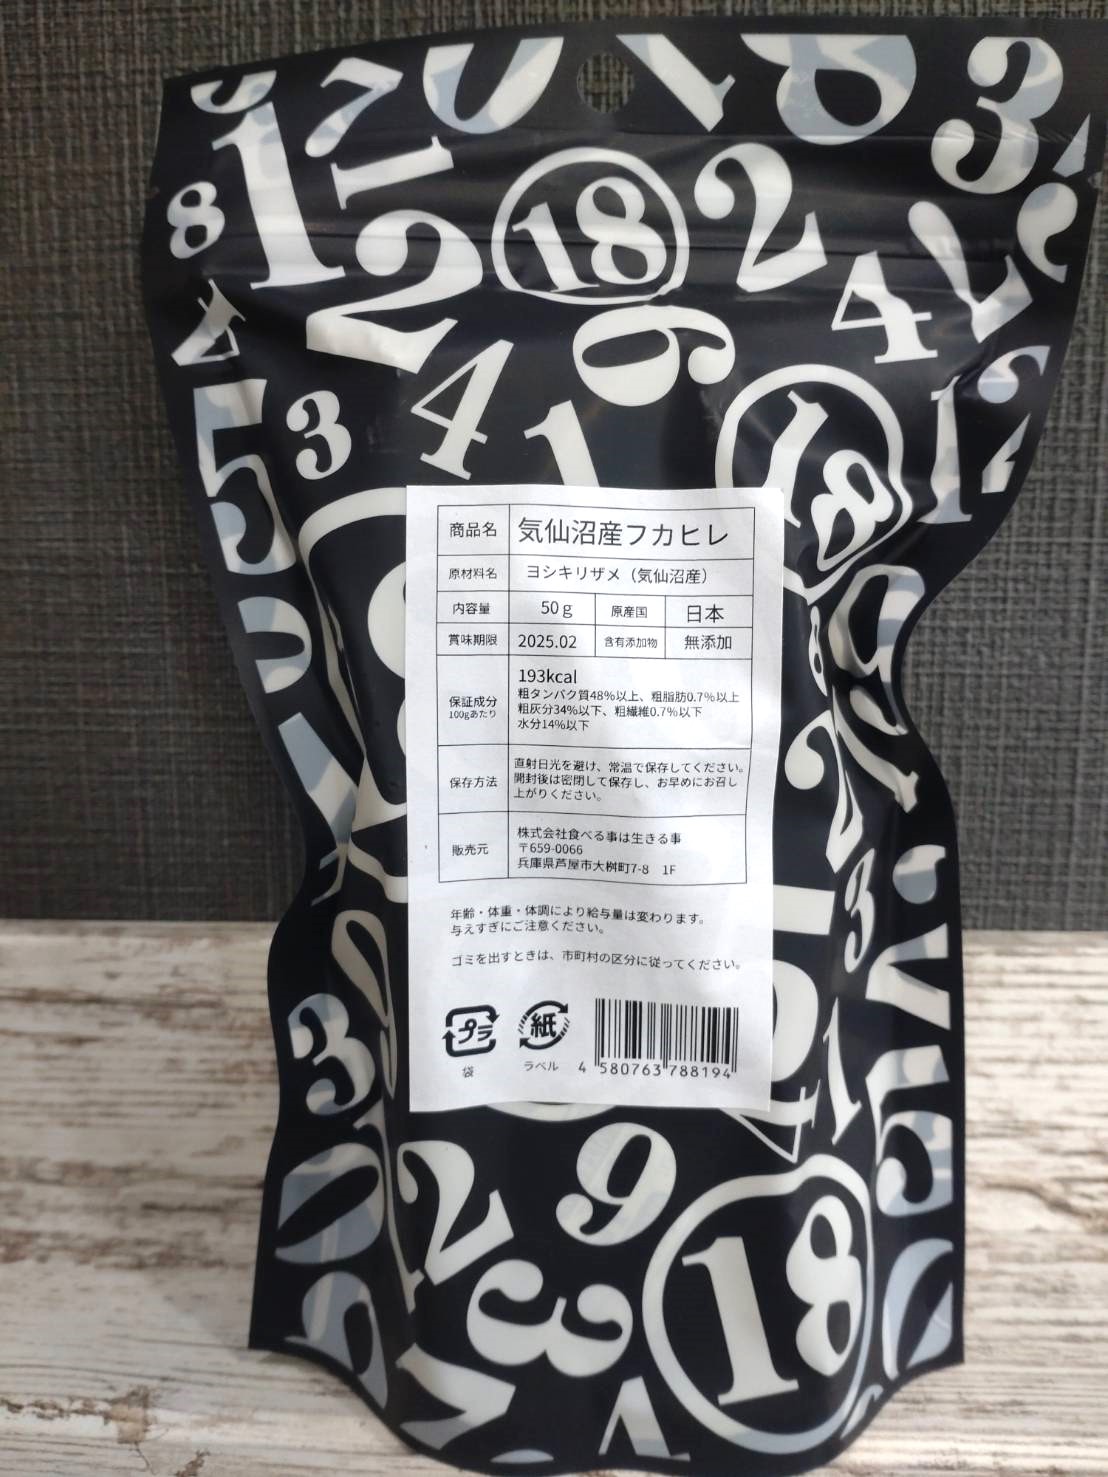 商品名 気仙沼産フカヒレ
原材料名 ヨシキリザメ（気仙沼産）
内容量 50g 原産国 日本
賞味期限 2025.02 含有添加物 無添加
保証成分 100gあたり
193kcal
粗タンパク質48%以上、粗脂肪0.7%以上
粗灰分34%以下、粗繊維0.7%以下
水分14%以下
保存方法
直射日光を避け、常温で保存してください。
開封後は密閉して保存し、お早めにお召し
上がりください。
販売元
株式会社食べる事は生きる事
〒659-0066
兵庫県芦屋市大桝町7-8 1F
年齢・体重・体調により給与量は変わります。
与えすぎにご注意ください。
ゴミを出すときは、市町村の区分に従ってください。
プラ 紙
袋 ラベル 4 580763 788194
18
18
18